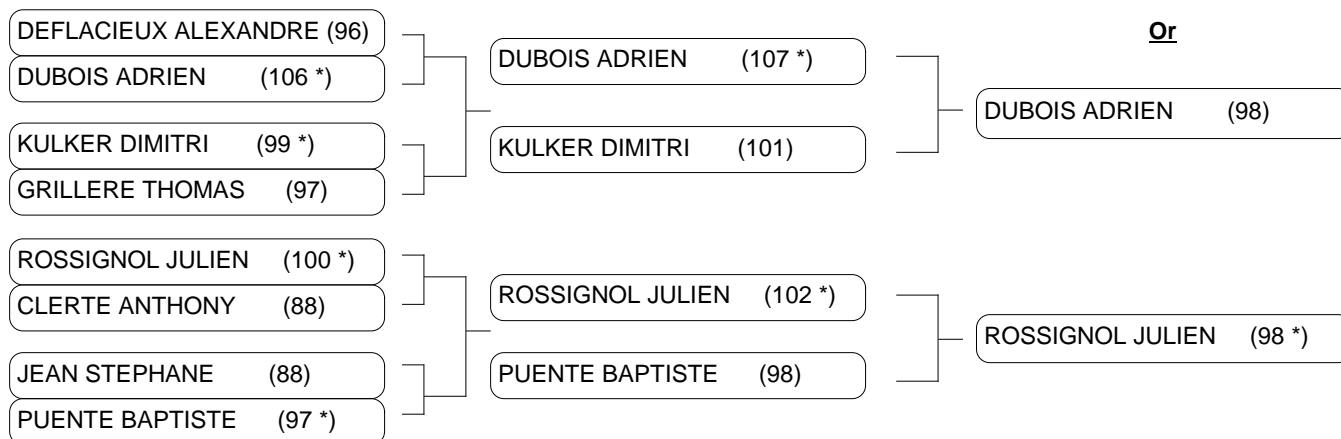 DEFLACIEUX ALEXANDRE (96)
DUBOIS ADRIEN (106 *)
KULKER DIMITRI (99 *)
GRILLERE THOMAS (97)
ROSSIGNOL JULIEN (100 *)
CLERTE ANTHONY (88)
JEAN STEPHANE (88)
PUENTE BAPTISTE (97 *)
DUBOIS ADRIEN (107 *)
KULKER DIMITRI (101)
ROSSIGNOL JULIEN (102 *)
PUENTE BAPTISTE (98)
Or
DUBOIS ADRIEN (98)
ROSSIGNOL JULIEN (98 *)